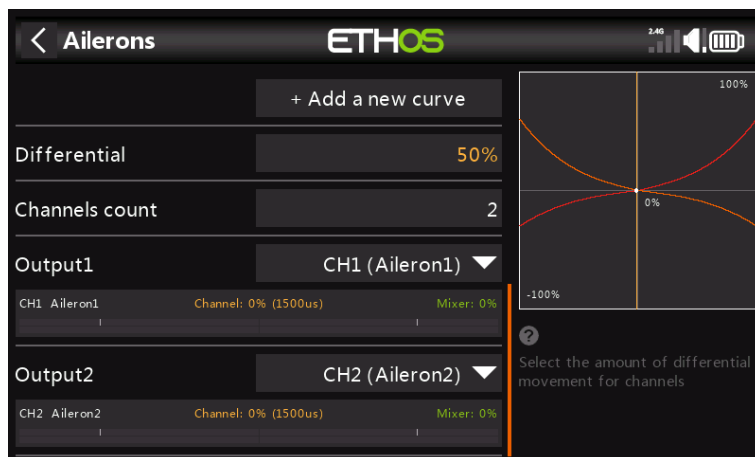 Ailerons
ETHOS
2.4G
+ Add a new curve
Differential
50%
Channels count
2
Output1
CH1 (Aileron1)
CH1 Aileron1
Channel: 0% (1500us)
Mixer: 0%
Output2
CH2 (Aileron2)
CH2 Aileron2
Channel: 0% (1500us)
Mixer: 0%
100%
0%
-100%
?
Select the amount of differential
movement for channels